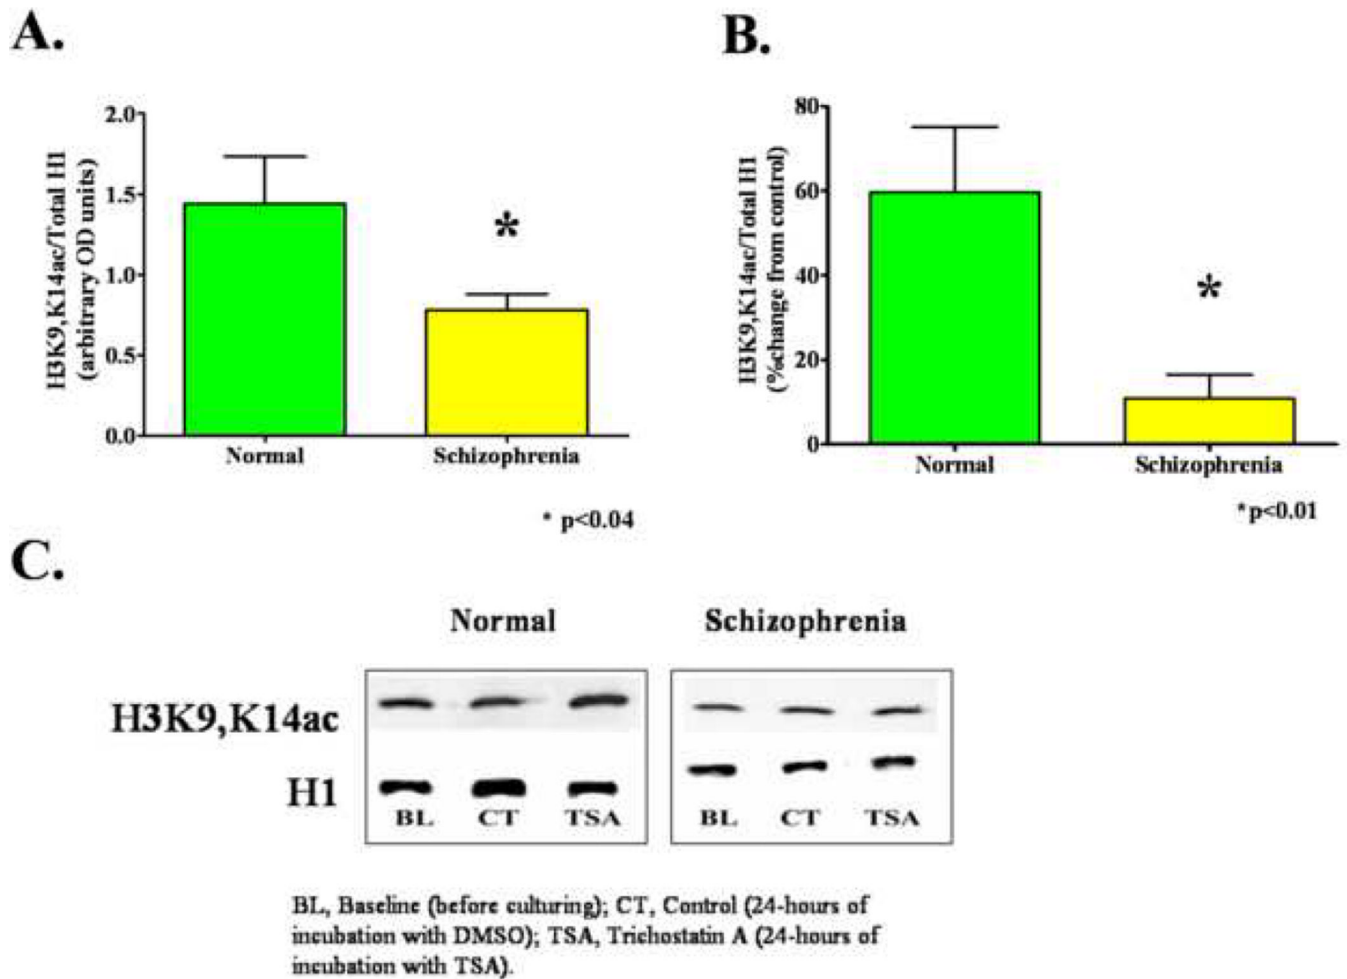 A.
B.
H3K9,K14ac/Total H1
(arbitrary OD units)
2.0
1.5
1.0
0.5
0.0
*
Normal
Schizophrenia
* p<0.04
H3K9,K14ac/Total H1
(%change from control)
80
60
40
20
0
*
Normal
Schizophrenia
*p<0.01
C.
Normal
Schizophrenia
H3K9,K14ac
H1
BL CT TSA
BL CT TSA
BL, Baseline (before culturing); CT, Control (24-hours of
incubation with DMSO); TSA, Trichostatin A (24-hours of
incubation with TSA).